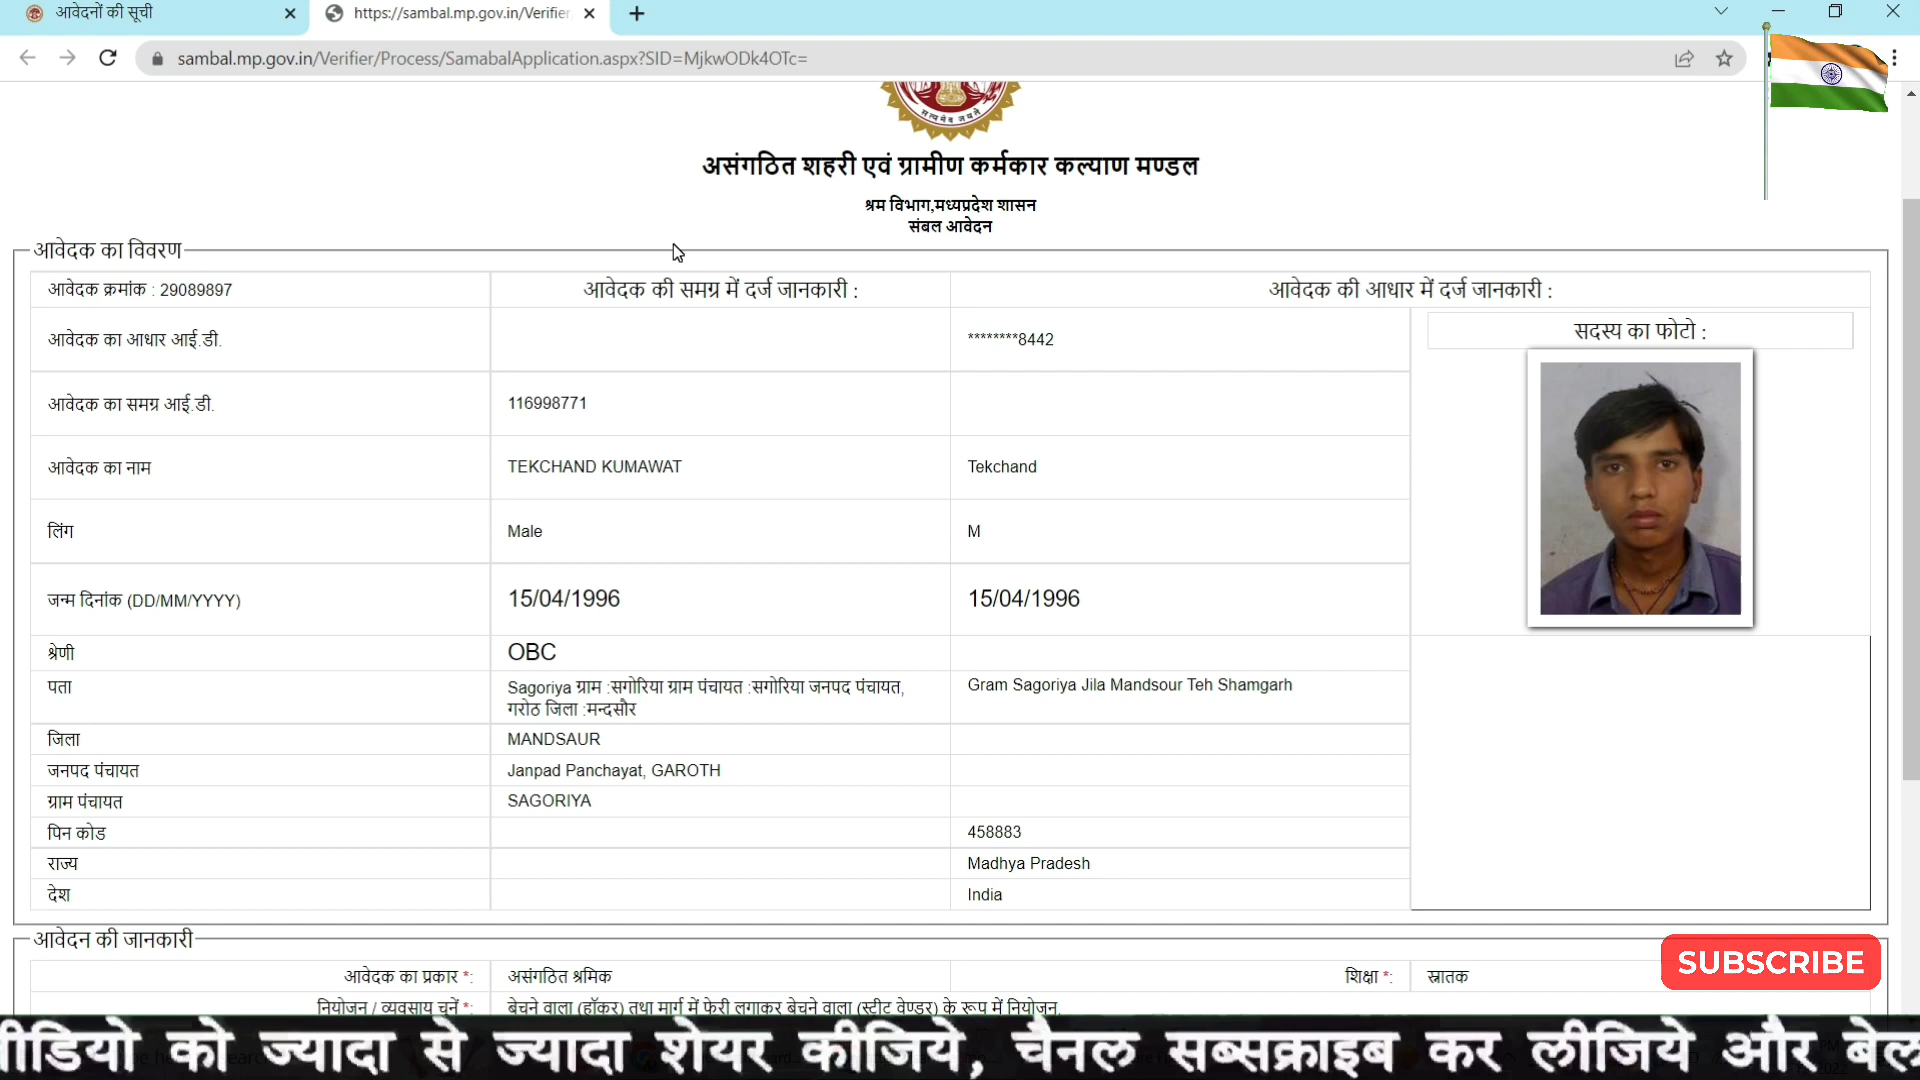 आवेदनों की सूची
https://sambal.mp.gov.in/Verifier
sambal.mp.gov.in/Verifier/Process/SamabalApplication.aspx?SID=MjkwODk4OTc=
सत्यमेव जयते
असंगठित शहरी एवं ग्रामीण कर्मकार कल्याण मण्डल
श्रम विभाग,मध्यप्रदेश शासन
संबल आवेदन
आवेदक का विवरण
आवेदक क्रमांक : 29089897 आवेदक की समग्र में दर्ज जानकारी : आवेदक की आधार में दर्ज जानकारी :
सदस्य का फोटो :
आवेदक का आधार आई.डी. ********8442
आवेदक का समग्र आई.डी. 116998771
आवेदक का नाम TEKCHAND KUMAWAT Tekchand
लिंग Male M
जन्म दिनांक (DD/MM/YYYY) 15/04/1996 15/04/1996
श्रेणी OBC
पता Sagoriya ग्राम :सगोरिया ग्राम पंचायत :सगोरिया जनपद पंचायत, Gram Sagoriya Jila Mandsour Teh Shamgarh
गरोठ जिला :मन्दसौर
जिला MANDSAUR
जनपद पंचायत Janpad Panchayat, GAROTH
ग्राम पंचायत SAGORIYA
पिन कोड 458883
राज्य Madhya Pradesh
देश India
आवेदन की जानकारी
आवेदक का प्रकार *: असंगठित श्रमिक शिक्षा *: स्नातक
SUBSCRIBE
नियोजन / व्यवसाय चुनें *: बेचने वाला (हॉकर) तथा मार्ग में फेरी लगाकर बेचने वाला (स्टीट वेण्डर) के रूप में नियोजन.
ीडियो को ज्यादा से ज्यादा शेयर कीजिये, चैनल सब्सक्राइब कर लीजिये और बेल